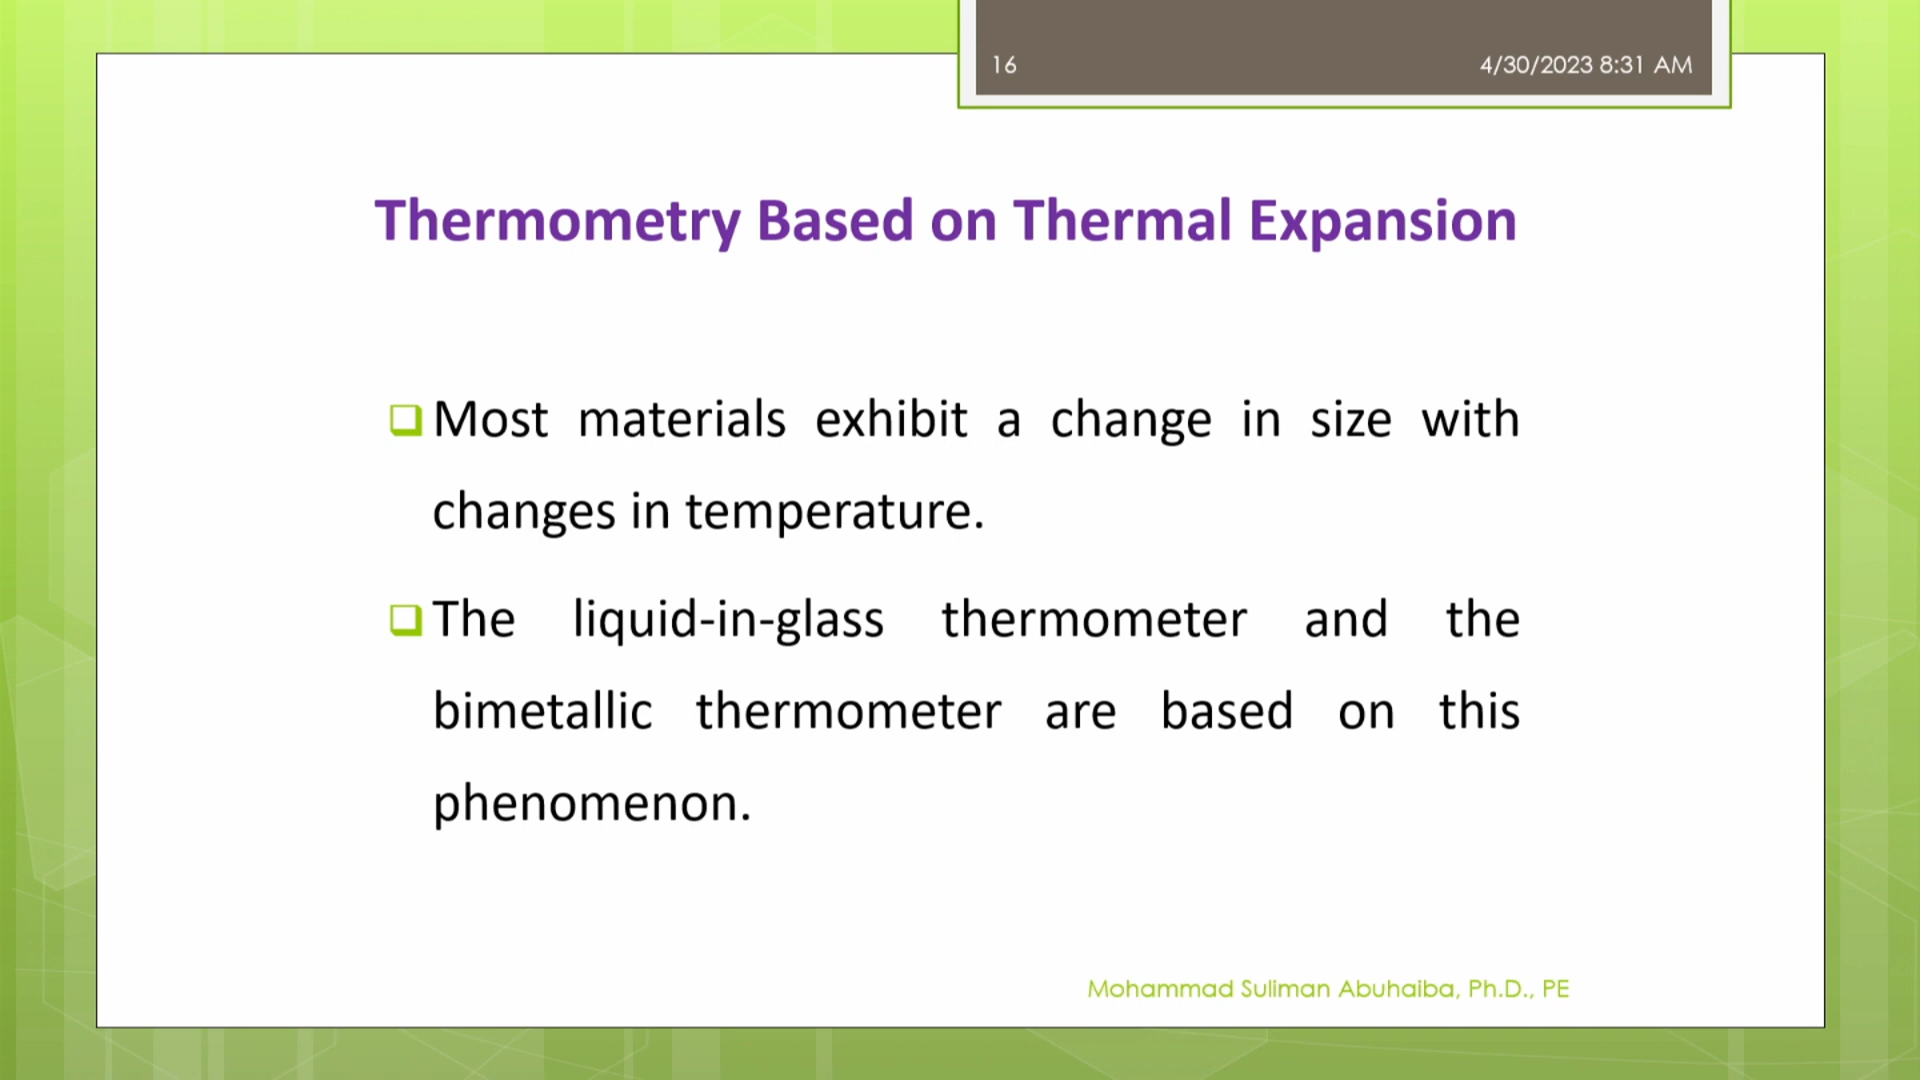 16 4/30/2023 8:31 AM
Thermometry Based on Thermal Expansion
Most materials exhibit a change in size with
changes in temperature.
The liquid-in-glass thermometer and the
bimetallic thermometer are based on this
phenomenon.
Mohammad Suliman Abuhaiba, Ph.D., PE